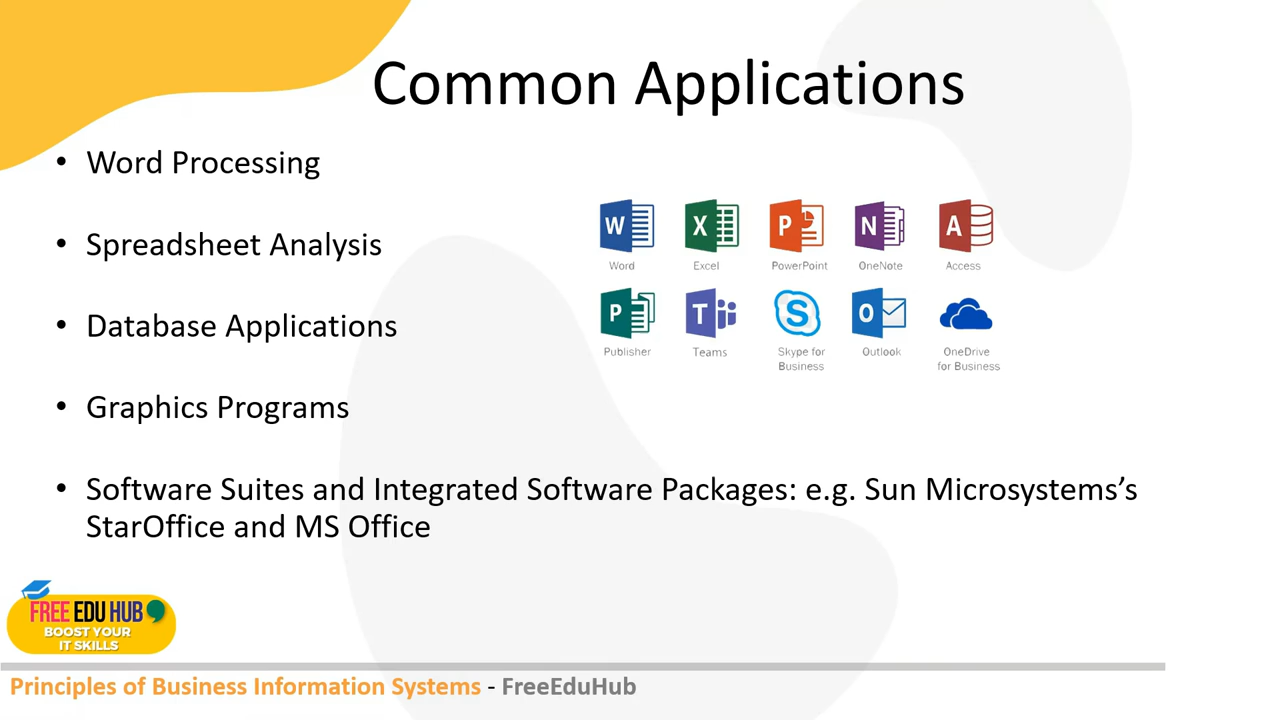 Common Applications
• Word Processing
• Spreadsheet Analysis
• Database Applications
• Graphics Programs
• Software Suites and Integrated Software Packages: e.g. Sun Microsystems’s
StarOffice and MS Office
W X P N A
Word Excel PowerPoint OneNote Access
P T S O
Publisher Teams Skype for Business Outlook OneDrive for Business
FREE EDU HUB
BOOST YOUR
IT SKILLS
Principles of Business Information Systems - FreeEduHub